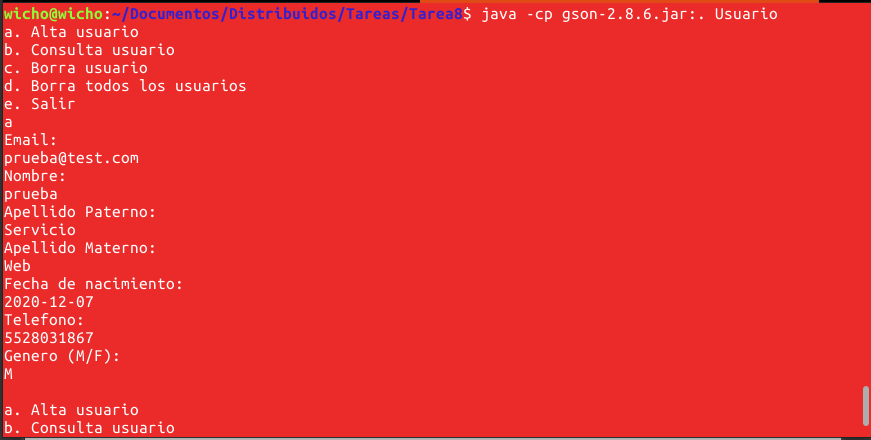 wicho@wicho:~/Documentos/Distribuidos/Tareas/Tarea8$ java -cp gson-2.8.6.jar:. Usuario
a. Alta usuario
b. Consulta usuario
c. Borra usuario
d. Borra todos los usuarios
e. Salir
a
Email:
prueba@test.com
Nombre:
prueba
Apellido Paterno:
Servicio
Apellido Materno:
Web
Fecha de nacimiento:
2020-12-07
Telefono:
5528031867
Genero (M/F):
M
a. Alta usuario
b. Consulta usuario